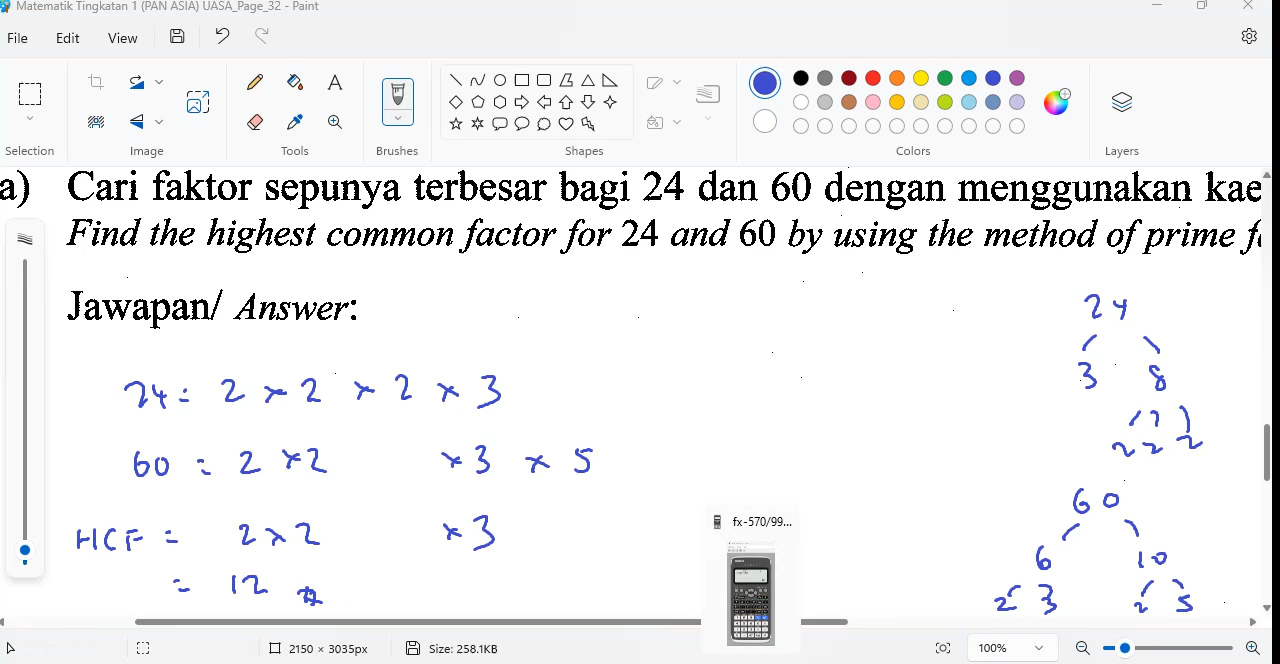 Matematik Tingkatan 1 (PAN ASIA) UASA_Page_32 - Paint
File Edit View
Selection Image Tools Brushes Shapes Colors Layers
a) Cari faktor sepunya terbesar bagi 24 dan 60 dengan menggunakan kae
Find the highest common factor for 24 and 60 by using the method of prime f
Jawapan/ Answer:
24
3 8
2 2 2
24 = 2 × 2 × 2 × 3
60 = 2 × 2 × 3 × 5
HCF = 2 × 2 × 3
= 12
60
6 10
2 3 2 5
fx-570/99...
2150 × 3035px Size: 258.1KB 100%